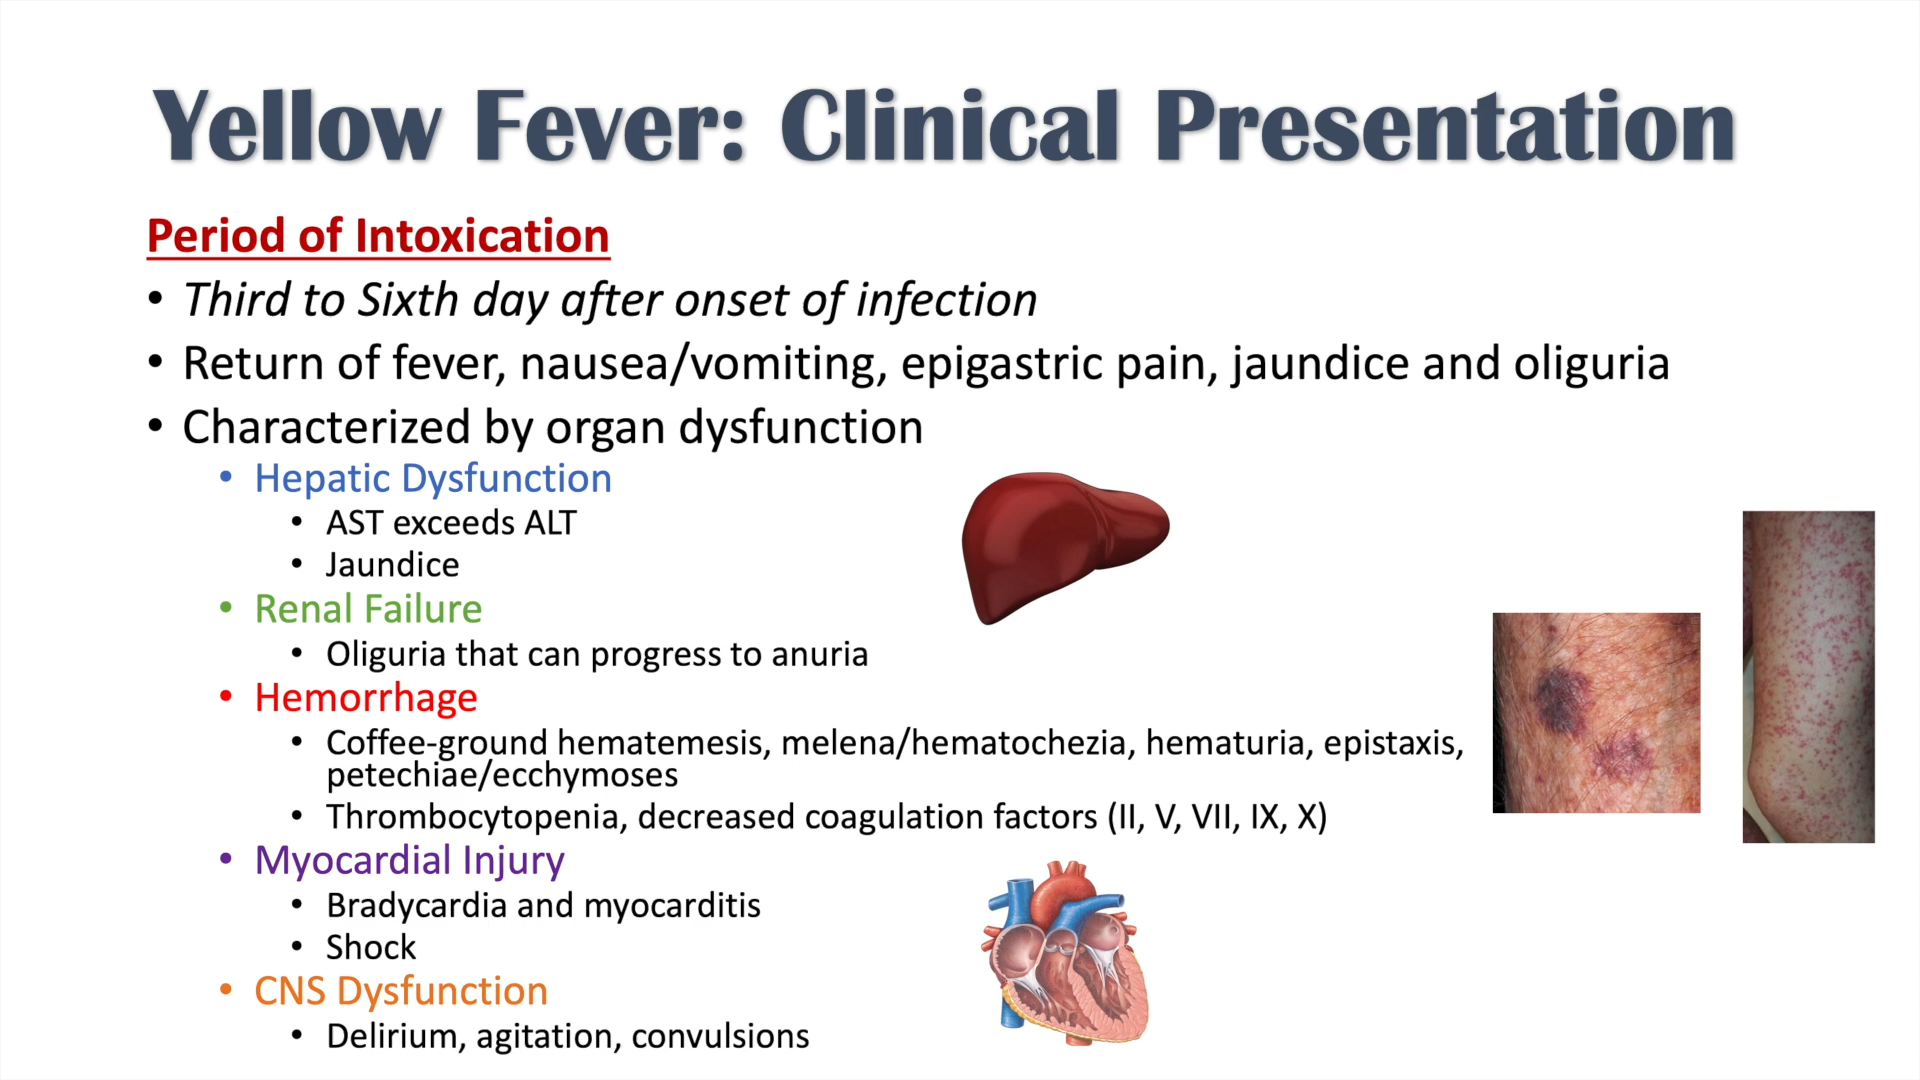 Yellow Fever: Clinical Presentation
Period of Intoxication
• Third to Sixth day after onset of infection
• Return of fever, nausea/vomiting, epigastric pain, jaundice and oliguria
• Characterized by organ dysfunction
• Hepatic Dysfunction
• AST exceeds ALT
• Jaundice
• Renal Failure
• Oliguria that can progress to anuria
• Hemorrhage
• Coffee-ground hematemesis, melena/hematochezia, hematuria, epistaxis,
petechiae/ecchymoses
• Thrombocytopenia, decreased coagulation factors (II, V, VII, IX, X)
• Myocardial Injury
• Bradycardia and myocarditis
• Shock
• CNS Dysfunction
• Delirium, agitation, convulsions